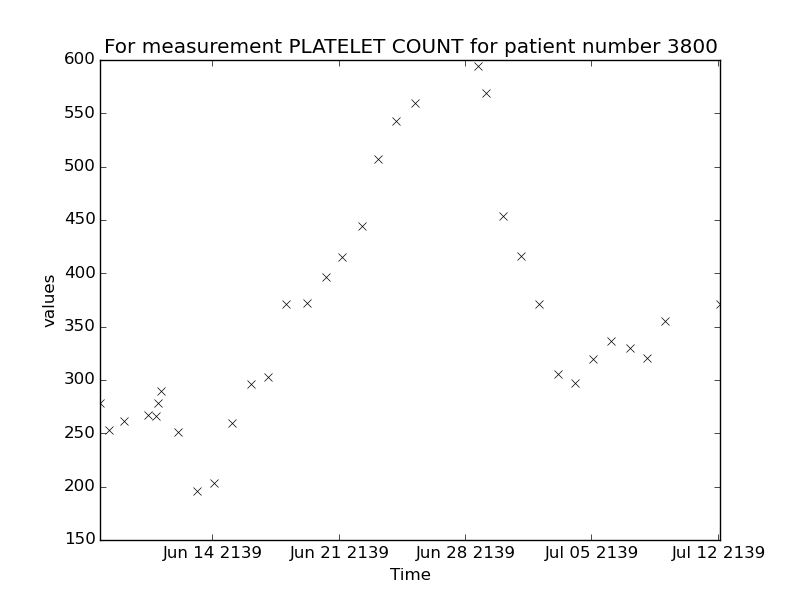 For measurement PLATELET COUNT for patient number 3800
600
550
500
450
400
350
300
250
200
150
values
Jun 14 2139 Jun 21 2139 Jun 28 2139 Jul 05 2139 Jul 12 2139
Time